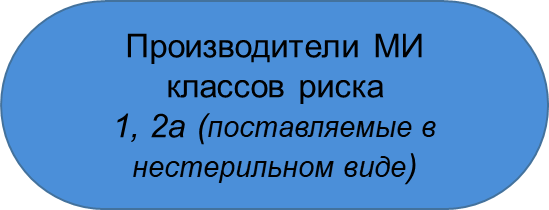 Производители МИ
классов риска
1, 2а (поставляемые в
нестерильном виде)